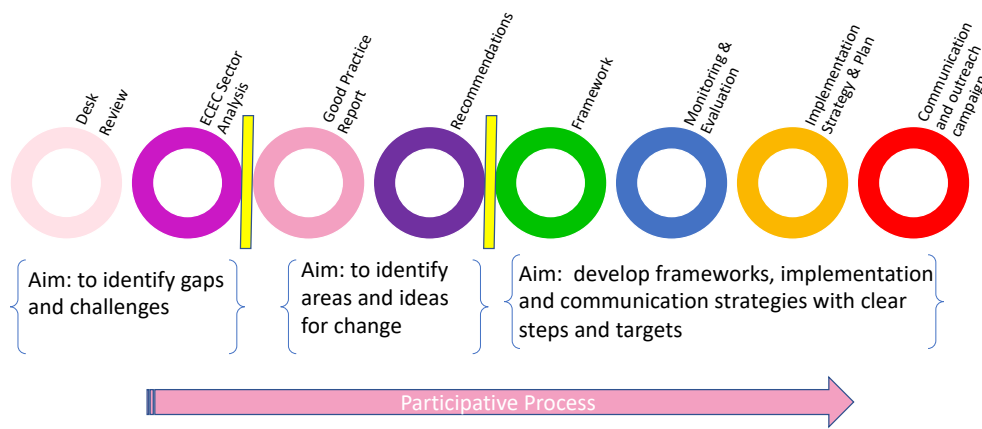 Desk
Review
ECEC Sector
Analysis
Good Practice
Report
Recommendations
Framework
Monitoring &
Evaluation
Implementation
Strategy & Plan
Communication
and outreach
campaign
Aim: to identify gaps
and challenges
Aim: to identify
areas and ideas
for change
Aim:  develop frameworks, implementation
and communication strategies with clear
steps and targets
Participative Process